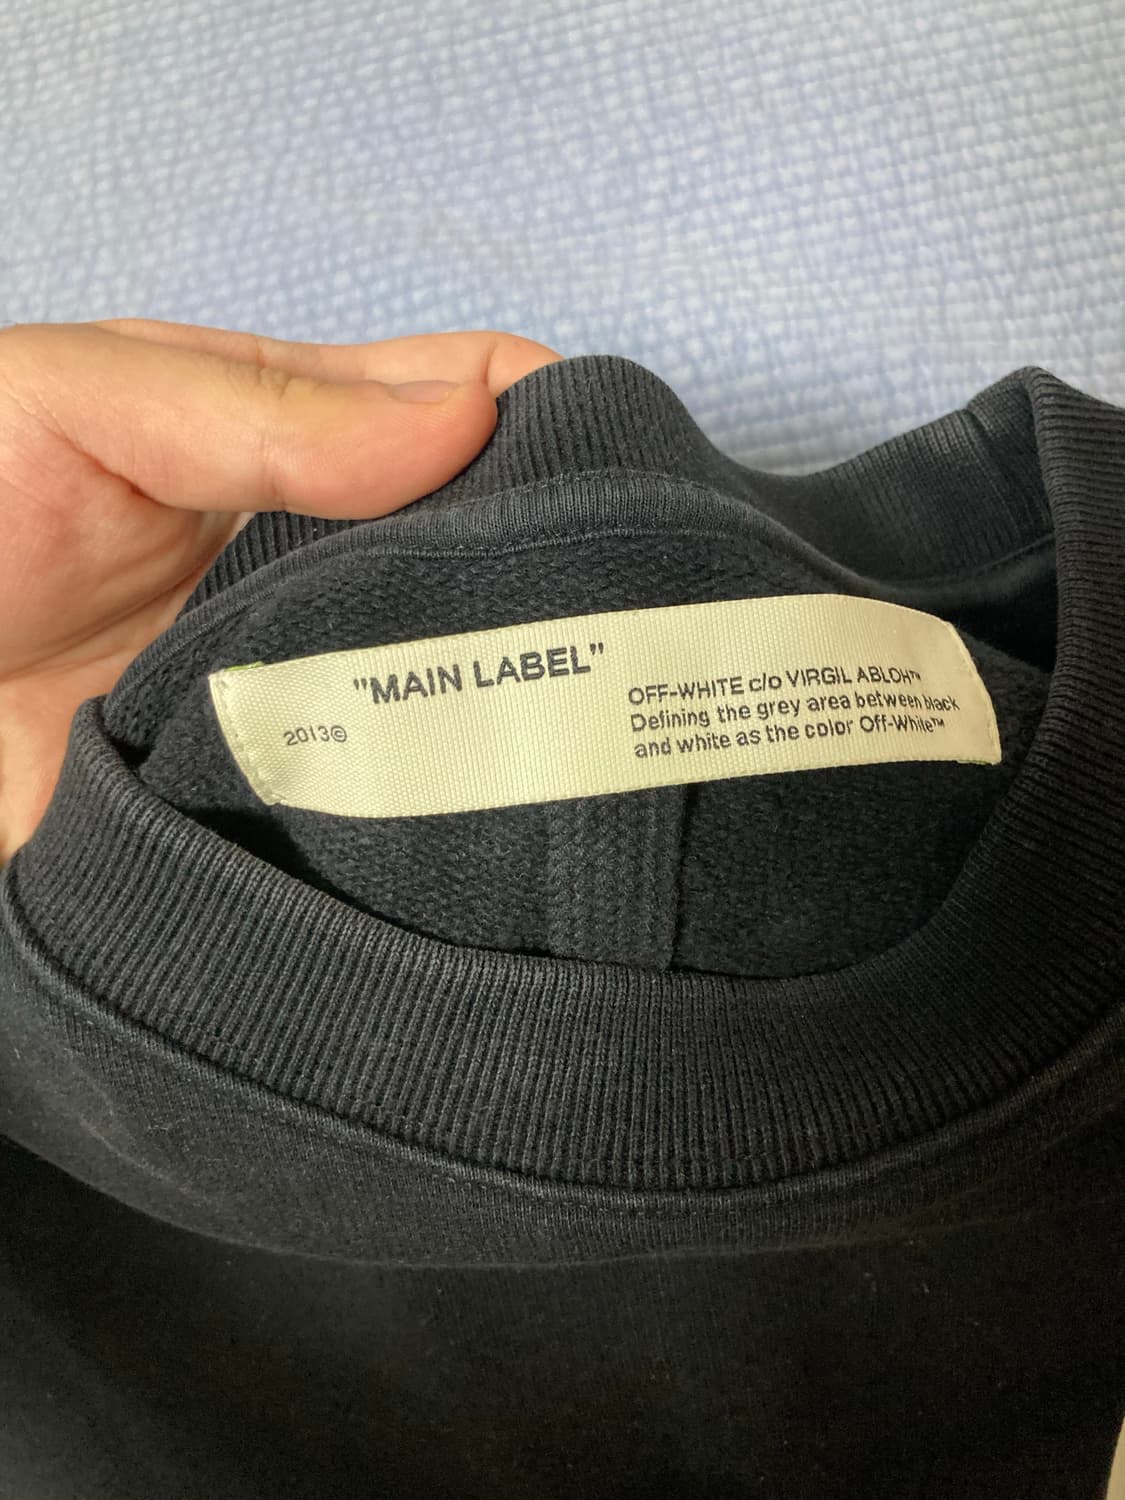 "MAIN LABEL"
2013©
OFF-WHITE c/o VIRGIL ABLOH™
Defining the grey area between black
and white as the color Off-White™